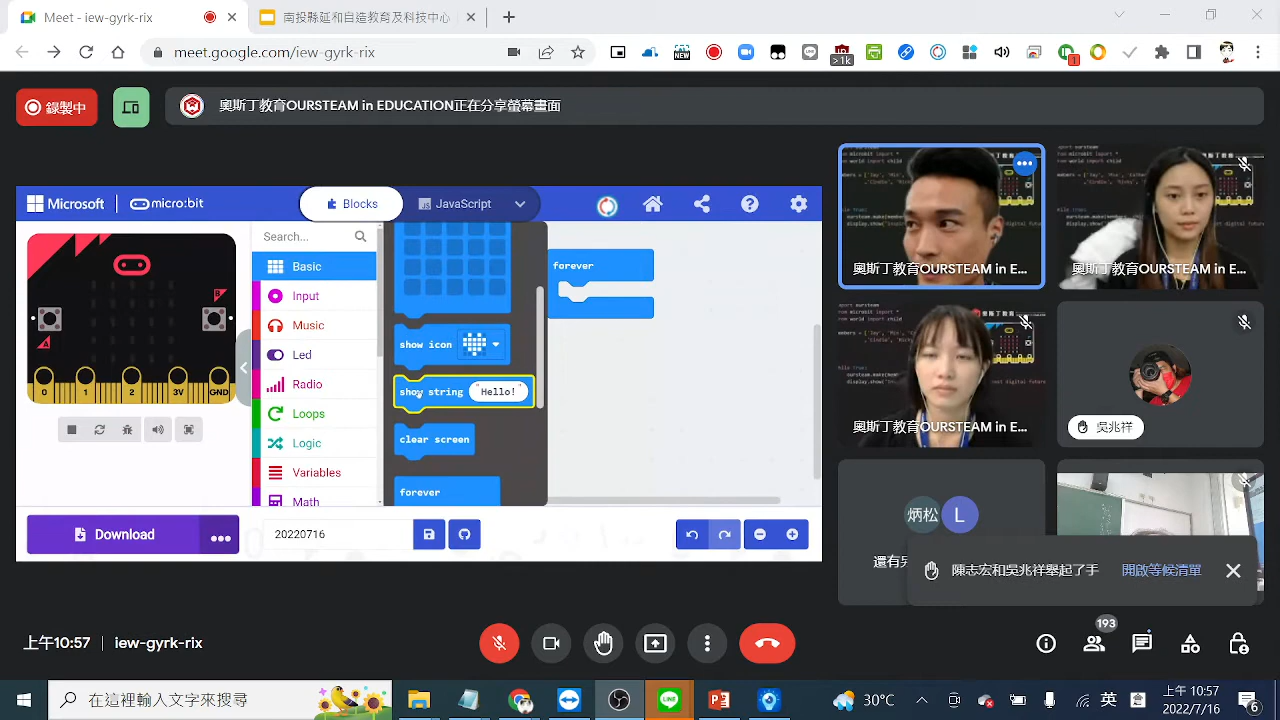 Meet - iew-gyrk-rix
南投縣延和自造教育及科技中心
meet.google.com/iew-gyrk-rix
NEW
>1k
1
錄製中
奧斯丁教育OURSTEAM in EDUCATION正在分享螢幕畫面
Microsoft
micro:bit
Blocks
JavaScript
Search...
Basic
Input
Music
Led
Radio
Loops
Logic
Variables
Math
0
1
2
GND
show icon
show string
"Hello!"
clear screen
forever
forever
Download
20220716
奧斯丁教育OURSTEAM in E...
奧斯丁教育OURSTEAM in E...
奧斯丁教育OURSTEAM in E...
吳兆祥
炳松
L
還有
陳志宏和吳兆祥舉起了手
開啟等候清單
上午10:57
iew-gyrk-rix
193
在這裡輸入文字來搜尋
30°C
上午 10:57
2022/7/16